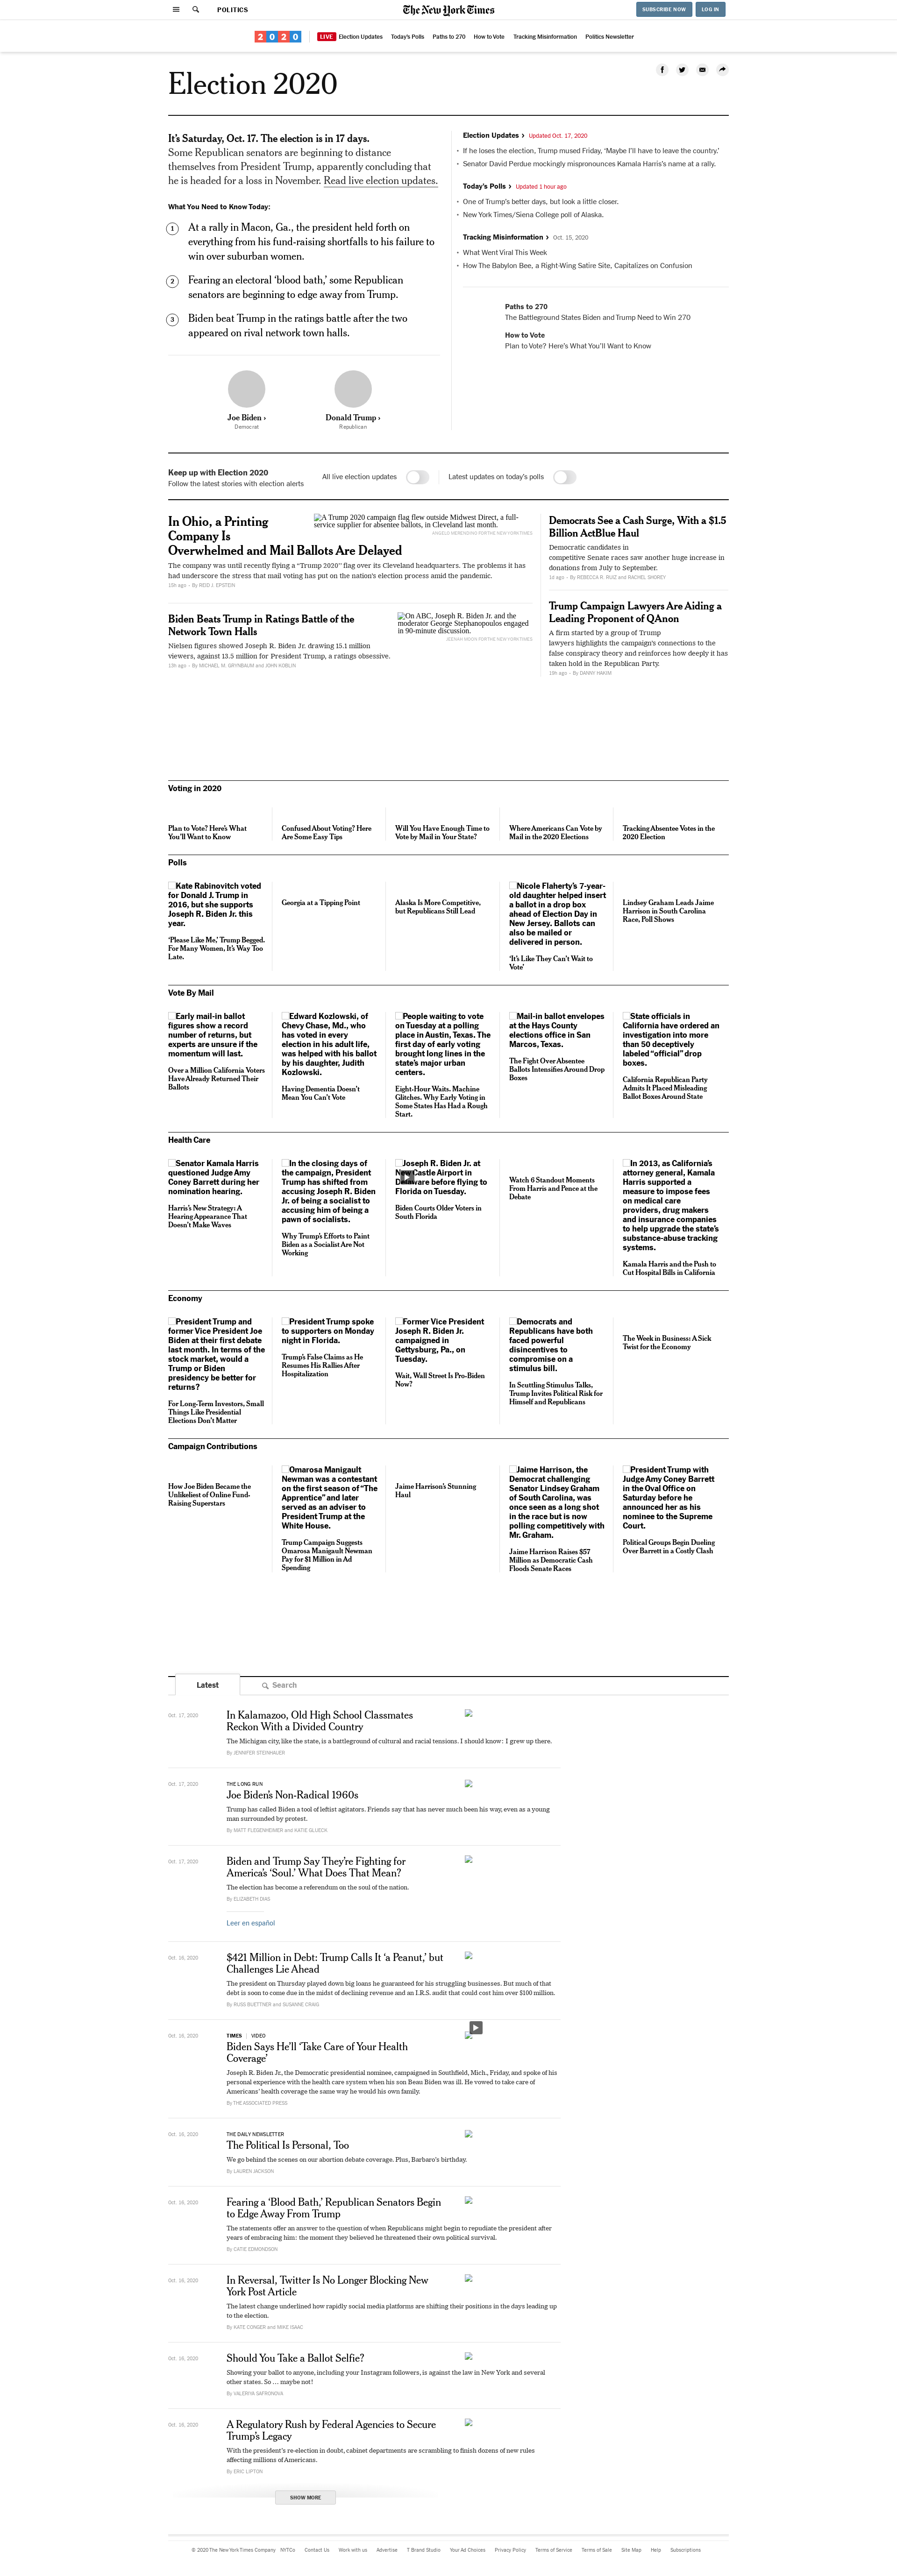 POLITICS
The New York Times
SUBSCRIBE NOW
LOG IN
2020
LIVE Election Updates
Today's Polls
Paths to 270
How to Vote
Tracking Misinformation
Politics Newsletter
Election 2020
It's Saturday, Oct. 17. The election is in 17 days.
Some Republican senators are beginning to distance
themselves from President Trump, apparently concluding that
he is headed for a loss in November. Read live election updates.
What You Need to Know Today:
1 At a rally in Macon, Ga., the president held forth on
everything from his fund-raising shortfalls to his failure to
win over suburban women.
2 Fearing an electoral 'blood bath,' some Republican
senators are beginning to edge away from Trump.
3 Biden beat Trump in the ratings battle after the two
appeared on rival network town halls.
Joe Biden ›
Democrat
Donald Trump ›
Republican
Election Updates › Updated Oct. 17, 2020
• If he loses the election, Trump mused Friday, 'Maybe I'll have to leave the country.'
• Senator David Perdue mockingly mispronounces Kamala Harris's name at a rally.
Today's Polls › Updated 1 hour ago
• One of Trump's better days, but look a little closer.
• New York Times/Siena College poll of Alaska.
Tracking Misinformation › Oct. 15, 2020
• What Went Viral This Week
• How The Babylon Bee, a Right-Wing Satire Site, Capitalizes on Confusion
Paths to 270
The Battleground States Biden and Trump Need to Win 270
How to Vote
Plan to Vote? Here's What You'll Want to Know
Keep up with Election 2020
Follow the latest stories with election alerts
All live election updates
Latest updates on today's polls
In Ohio, a Printing
Company Is
Overwhelmed and Mail Ballots Are Delayed
A Trump 2020 campaign flag flew outside Midwest Direct, a full-
service supplier for absentee ballots, in Cleveland last month.
ANGELO MERENDINO FOR THE NEW YORK TIMES
The company was until recently flying a "Trump 2020" flag over its Cleveland headquarters. The problems it has
had underscore the stress that mail voting has put on the nation's election process amid the pandemic.
15h ago – By REID J. EPSTEIN
Biden Beats Trump in Ratings Battle of the
Network Town Halls
Nielsen figures showed Joseph R. Biden Jr. drawing 15.1 million
viewers, against 13.5 million for President Trump, a ratings obsessive.
13h ago – By MICHAEL M. GRYNBAUM and JOHN KOBLIN
On ABC, Joseph R. Biden Jr. and the
moderator George Stephanopoulos engaged
in 90-minute discussion.
JEENAH MOON FOR THE NEW YORK TIMES
Democrats See a Cash Surge, With a $1.5
Billion ActBlue Haul
Democratic candidates in
competitive Senate races saw another huge increase in
donations from July to September.
1d ago – By REBECCA R. RUIZ and RACHEL SHOREY
Trump Campaign Lawyers Are Aiding a
Leading Proponent of QAnon
A firm started by a group of Trump
lawyers highlights the campaign's connections to the
false conspiracy theory and reinforces how deeply it has
taken hold in the Republican Party.
19h ago – By DANNY HAKIM
Voting in 2020
Plan to Vote? Here's What
You'll Want to Know
Confused About Voting? Here
Are Some Easy Tips
Will You Have Enough Time to
Vote by Mail in Your State?
Where Americans Can Vote by
Mail in the 2020 Elections
Tracking Absentee Votes in the
2020 Election
Polls
Kate Rabinovitch voted
for Donald J. Trump in
2016, but she supports
Joseph R. Biden Jr. this
year.
'Please Like Me,' Trump Begged.
For Many Women, It's Way Too
Late.
Georgia at a Tipping Point
Alaska Is More Competitive,
but Republicans Still Lead
Nicole Flaherty's 7-year-
old daughter helped insert
a ballot in a drop box
ahead of Election Day in
New Jersey. Ballots can
also be mailed or
delivered in person.
'It's Like They Can't Wait to
Vote'
Lindsey Graham Leads Jaime
Harrison in South Carolina
Race, Poll Shows
Vote By Mail
Early mail-in ballot
figures show a record
number of returns, but
experts are unsure if the
momentum will last.
Over a Million California Voters
Have Already Returned Their
Ballots
Edward Kozlowski, of
Chevy Chase, Md., who
has voted in every
election in his adult life,
was helped with his ballot
by his daughter, Judith
Kozlowski.
Having Dementia Doesn't
Mean You Can't Vote
People waiting to vote
on Tuesday at a polling
place in Austin, Texas. The
first day of early voting
brought long lines in the
state's major urban
centers.
Eight-Hour Waits. Machine
Glitches. Why Early Voting in
Some States Has Had a Rough
Start.
Mail-in ballot envelopes
at the Hays County
elections office in San
Marcos, Texas.
The Fight Over Absentee
Ballots Intensifies Around Drop
Boxes
State officials in
California have ordered an
investigation into more
than 50 deceptively
labeled "official" drop
boxes.
California Republican Party
Admits It Placed Misleading
Ballot Boxes Around State
Health Care
Senator Kamala Harris
questioned Judge Amy
Coney Barrett during her
nomination hearing.
Harris's New Strategy: A
Hearing Appearance That
Doesn't Make Waves
In the closing days of
the campaign, President
Trump has shifted from
accusing Joseph R. Biden
Jr. of being a socialist to
accusing him of being a
pawn of socialists.
Why Trump's Efforts to Paint
Biden as a Socialist Are Not
Working
Joseph R. Biden Jr. at
New Castle Airport in
Delaware before flying to
Florida on Tuesday.
Biden Courts Older Voters in
South Florida
Watch 6 Standout Moments
From Harris and Pence at the
Debate
In 2013, as California's
attorney general, Kamala
Harris supported a
measure to impose fees
on medical care
providers, drug makers
and insurance companies
to help upgrade the state's
substance-abuse tracking
systems.
Kamala Harris and the Push to
Cut Hospital Bills in California
Economy
President Trump and
former Vice President Joe
Biden at their first debate
last month. In terms of the
stock market, would a
Trump or Biden
presidency be better for
returns?
For Long-Term Investors, Small
Things Like Presidential
Elections Don't Matter
President Trump spoke
to supporters on Monday
night in Florida.
Trump's False Claims as He
Resumes His Rallies After
Hospitalization
Former Vice President
Joseph R. Biden Jr.
campaigned in
Gettysburg, Pa., on
Tuesday.
Wait, Wall Street Is Pro-Biden
Now?
Democrats and
Republicans have both
faced powerful
disincentives to
compromise on a
stimulus bill.
In Scuttling Stimulus Talks,
Trump Invites Political Risk for
Himself and Republicans
The Week in Business: A Sick
Twist for the Economy
Campaign Contributions
How Joe Biden Became the
Unlikeliest of Online Fund-
Raising Superstars
Omarosa Manigault
Newman was a contestant
on the first season of "The
Apprentice" and later
served as an adviser to
President Trump at the
White House.
Trump Campaign Suggests
Omarosa Manigault Newman
Pay for $1 Million in Ad
Spending
Jaime Harrison's Stunning
Haul
Jaime Harrison, the
Democrat challenging
Senator Lindsey Graham
of South Carolina, was
once seen as a long shot
in the race but is now
polling competitively with
Mr. Graham.
Jaime Harrison Raises $57
Million as Democratic Cash
Floods Senate Races
President Trump with
Judge Amy Coney Barrett
in the Oval Office on
Saturday before he
announced her as his
nominee to the Supreme
Court.
Political Groups Begin Dueling
Over Barrett in a Costly Clash
Latest
Search
Oct. 17, 2020
In Kalamazoo, Old High School Classmates
Reckon With a Divided Country
The Michigan city, like the state, is a battleground of cultural and racial tensions. I should know: I grew up there.
By JENNIFER STEINHAUER
Oct. 17, 2020
THE LONG RUN
Joe Biden's Non-Radical 1960s
Trump has called Biden a tool of leftist agitators. Friends say that has never much been his way, even as a young
man surrounded by protest.
By MATT FLEGENHEIMER and KATIE GLUECK
Oct. 17, 2020
Biden and Trump Say They're Fighting for
America's 'Soul.' What Does That Mean?
The election has become a referendum on the soul of the nation.
By ELIZABETH DIAS
Leer en español
Oct. 16, 2020
$421 Million in Debt: Trump Calls It 'a Peanut,' but
Challenges Lie Ahead
The president on Thursday played down big loans he guaranteed for his struggling businesses. But much of that
debt is soon to come due in the midst of declining revenue and an I.R.S. audit that could cost him over $100 million.
By RUSS BUETTNER and SUSANNE CRAIG
Oct. 16, 2020
TIMES | VIDEO
Biden Says He'll 'Take Care of Your Health
Coverage'
Joseph R. Biden Jr., the Democratic presidential nominee, campaigned in Southfield, Mich., Friday, and spoke of his
personal experience with the health care system when his son Beau Biden was ill. He vowed to take care of
Americans' health coverage the same way he would his own family.
By THE ASSOCIATED PRESS
Oct. 16, 2020
THE DAILY NEWSLETTER
The Political Is Personal, Too
We go behind the scenes on our abortion debate coverage. Plus, Barbaro's birthday.
By LAUREN JACKSON
Oct. 16, 2020
Fearing a 'Blood Bath,' Republican Senators Begin
to Edge Away From Trump
The statements offer an answer to the question of when Republicans might begin to repudiate the president after
years of embracing him: the moment they believed he threatened their own political survival.
By CATIE EDMONDSON
Oct. 16, 2020
In Reversal, Twitter Is No Longer Blocking New
York Post Article
The latest change underlined how rapidly social media platforms are shifting their positions in the days leading up
to the election.
By KATE CONGER and MIKE ISAAC
Oct. 16, 2020
Should You Take a Ballot Selfie?
Showing your ballot to anyone, including your Instagram followers, is against the law in New York and several
other states. So … maybe not!
By VALERIYA SAFRONOVA
Oct. 16, 2020
A Regulatory Rush by Federal Agencies to Secure
Trump's Legacy
With the president's re-election in doubt, cabinet departments are scrambling to finish dozens of new rules
affecting millions of Americans.
By ERIC LIPTON
SHOW MORE
© 2020 The New York Times Company NYTCo Contact Us Work with us Advertise T Brand Studio Your Ad Choices Privacy Policy Terms of Service Terms of Sale Site Map Help Subscriptions